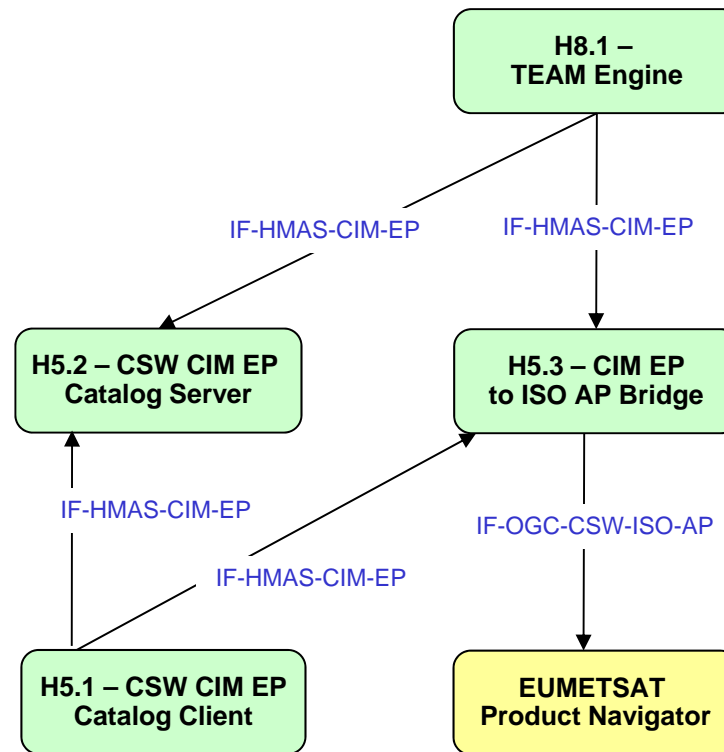 H8.1 –
TEAM Engine
IF-HMAS-CIM-EP
IF-HMAS-CIM-EP
H5.2 – CSW CIM EP
Catalog Server
H5.3 – CIM EP
to ISO AP Bridge
IF-HMAS-CIM-EP
IF-OGC-CSW-ISO-AP
IF-HMAS-CIM-EP
H5.1 – CSW CIM EP
Catalog Client
EUMETSAT
Product Navigator